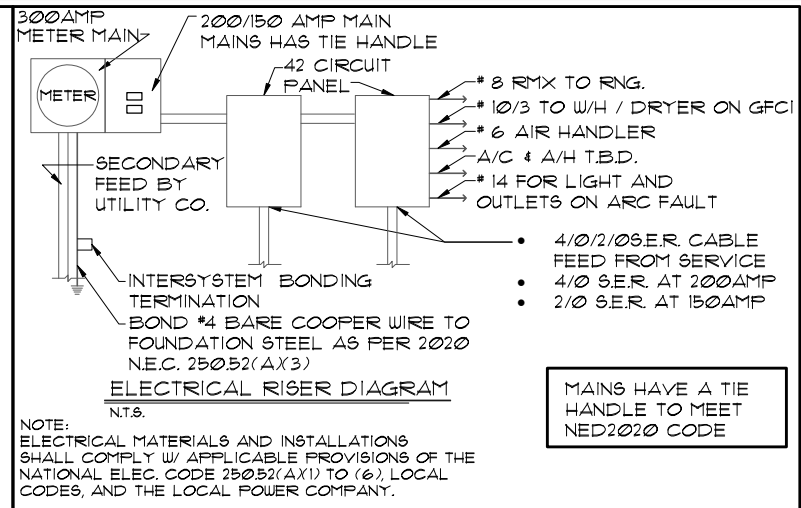 300AMP
METER MAIN
200/150 AMP MAIN
MAINS HAS TIE HANDLE
42 CIRCUIT
PANEL
METER
# 8 RMX TO RNG.
# 10/3 TO W/H / DRYER ON GFCI
# 6 AIR HANDLER
A/C & A/H T.B.D.
# 14 FOR LIGHT AND
OUTLETS ON ARC FAULT
SECONDARY
FEED BY
UTILITY CO.
• 4/0/2/0S.E.R. CABLE
FEED FROM SERVICE
• 4/0 S.E.R. AT 200AMP
• 2/0 S.E.R. AT 150AMP
INTERSYSTEM BONDING
TERMINATION
BOND #4 BARE COOPER WIRE TO
FOUNDATION STEEL AS PER 2020
N.E.C. 250.52(A)(3)
ELECTRICAL RISER DIAGRAM
N.T.S.
MAINS HAVE A TIE
HANDLE TO MEET
NED2020 CODE
NOTE:
ELECTRICAL MATERIALS AND INSTALLATIONS
SHALL COMPLY W/ APPLICABLE PROVISIONS OF THE
NATIONAL ELEC. CODE 250.52(A)(1) TO (6), LOCAL
CODES, AND THE LOCAL POWER COMPANY.